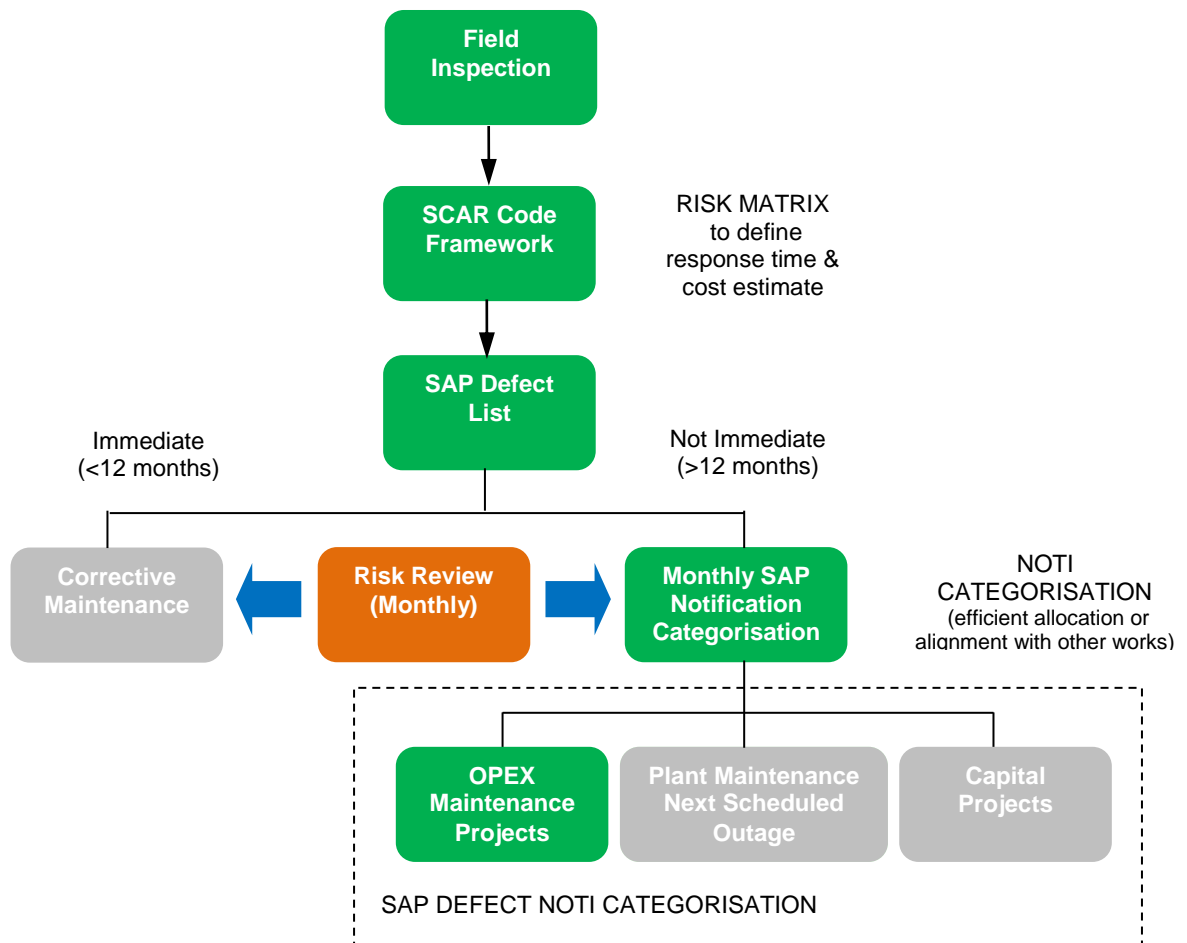 Field
Inspection
SCAR Code
Framework
RISK MATRIX
to define
response time &
cost estimate
SAP Defect
List
Immediate
(<12 months)
Not Immediate
(>12 months)
Corrective
Maintenance
Risk Review
(Monthly)
Monthly SAP
Notification
Categorisation
NOTI
CATEGORISATION
(efficient allocation or
alignment with other works)
OPEX
Maintenance
Projects
Plant Maintenance
Next Scheduled
Outage
Capital
Projects
SAP DEFECT NOTI CATEGORISATION